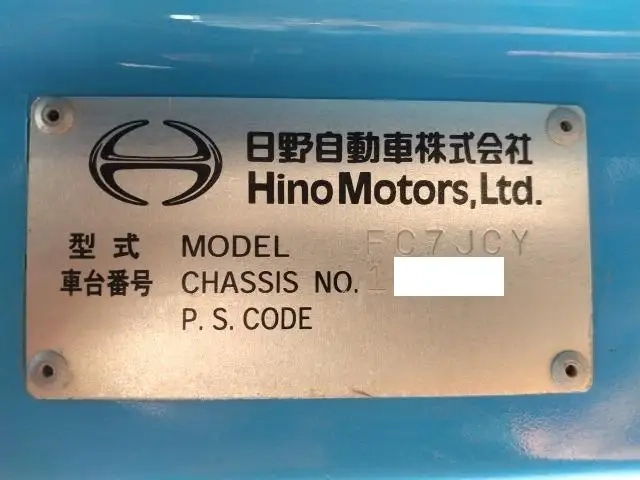 日野自動車株式会社
Hino Motors, Ltd.
型式 MODEL FC7JCY
車台番号 CHASSIS NO. 1
P. S. CODE